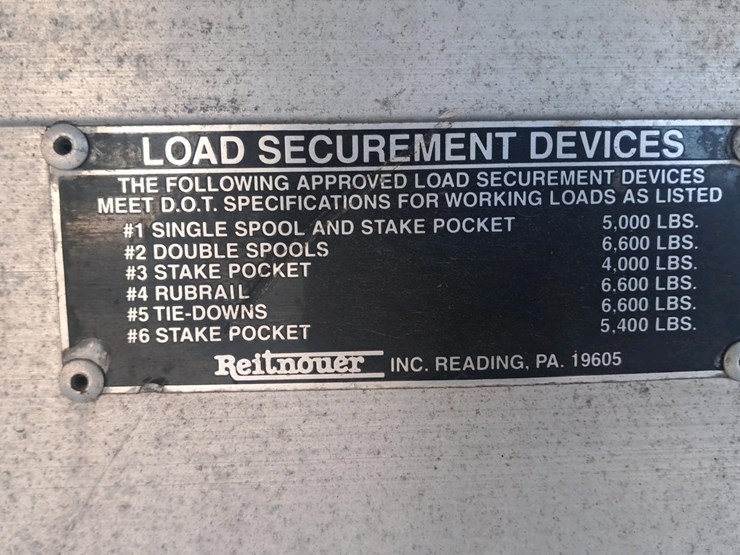 LOAD SECUREMENT DEVICES
THE FOLLOWING APPROVED LOAD SECUREMENT DEVICES
MEET D.O.T. SPECIFICATIONS FOR WORKING LOADS AS LISTED
#1 SINGLE SPOOL AND STAKE POCKET 5,000 LBS.
#2 DOUBLE SPOOLS 6,600 LBS.
#3 STAKE POCKET 4,000 LBS.
#4 RUBRAIL 6,600 LBS.
#5 TIE-DOWNS 6,600 LBS.
#6 STAKE POCKET 5,400 LBS.
Reitnouer INC. READING, PA. 19605